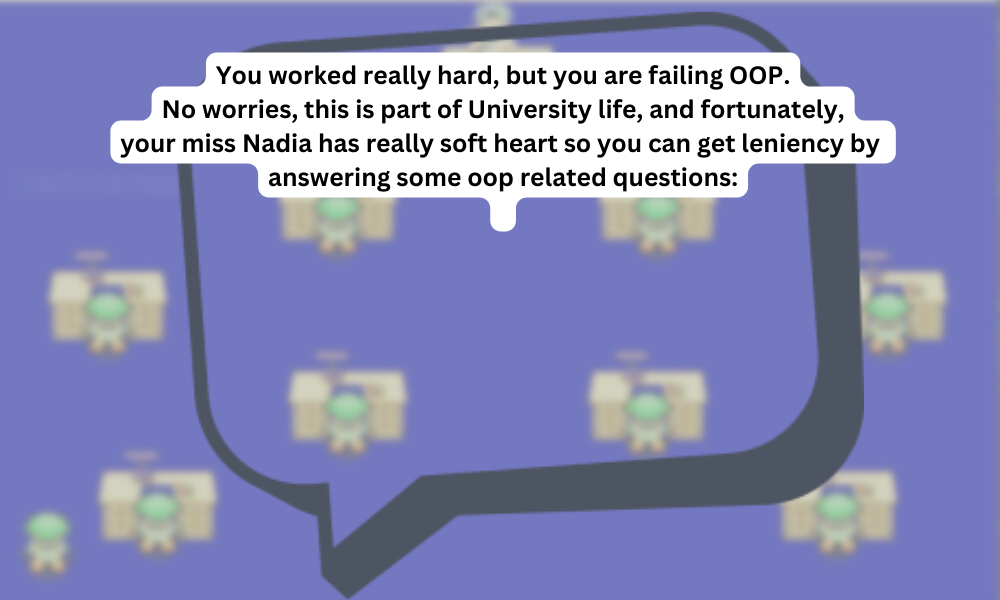 You worked really hard, but you are failing OOP.
No worries, this is part of University life, and fortunately,
your miss Nadia has really soft heart so you can get leniency by
answering some oop related questions: